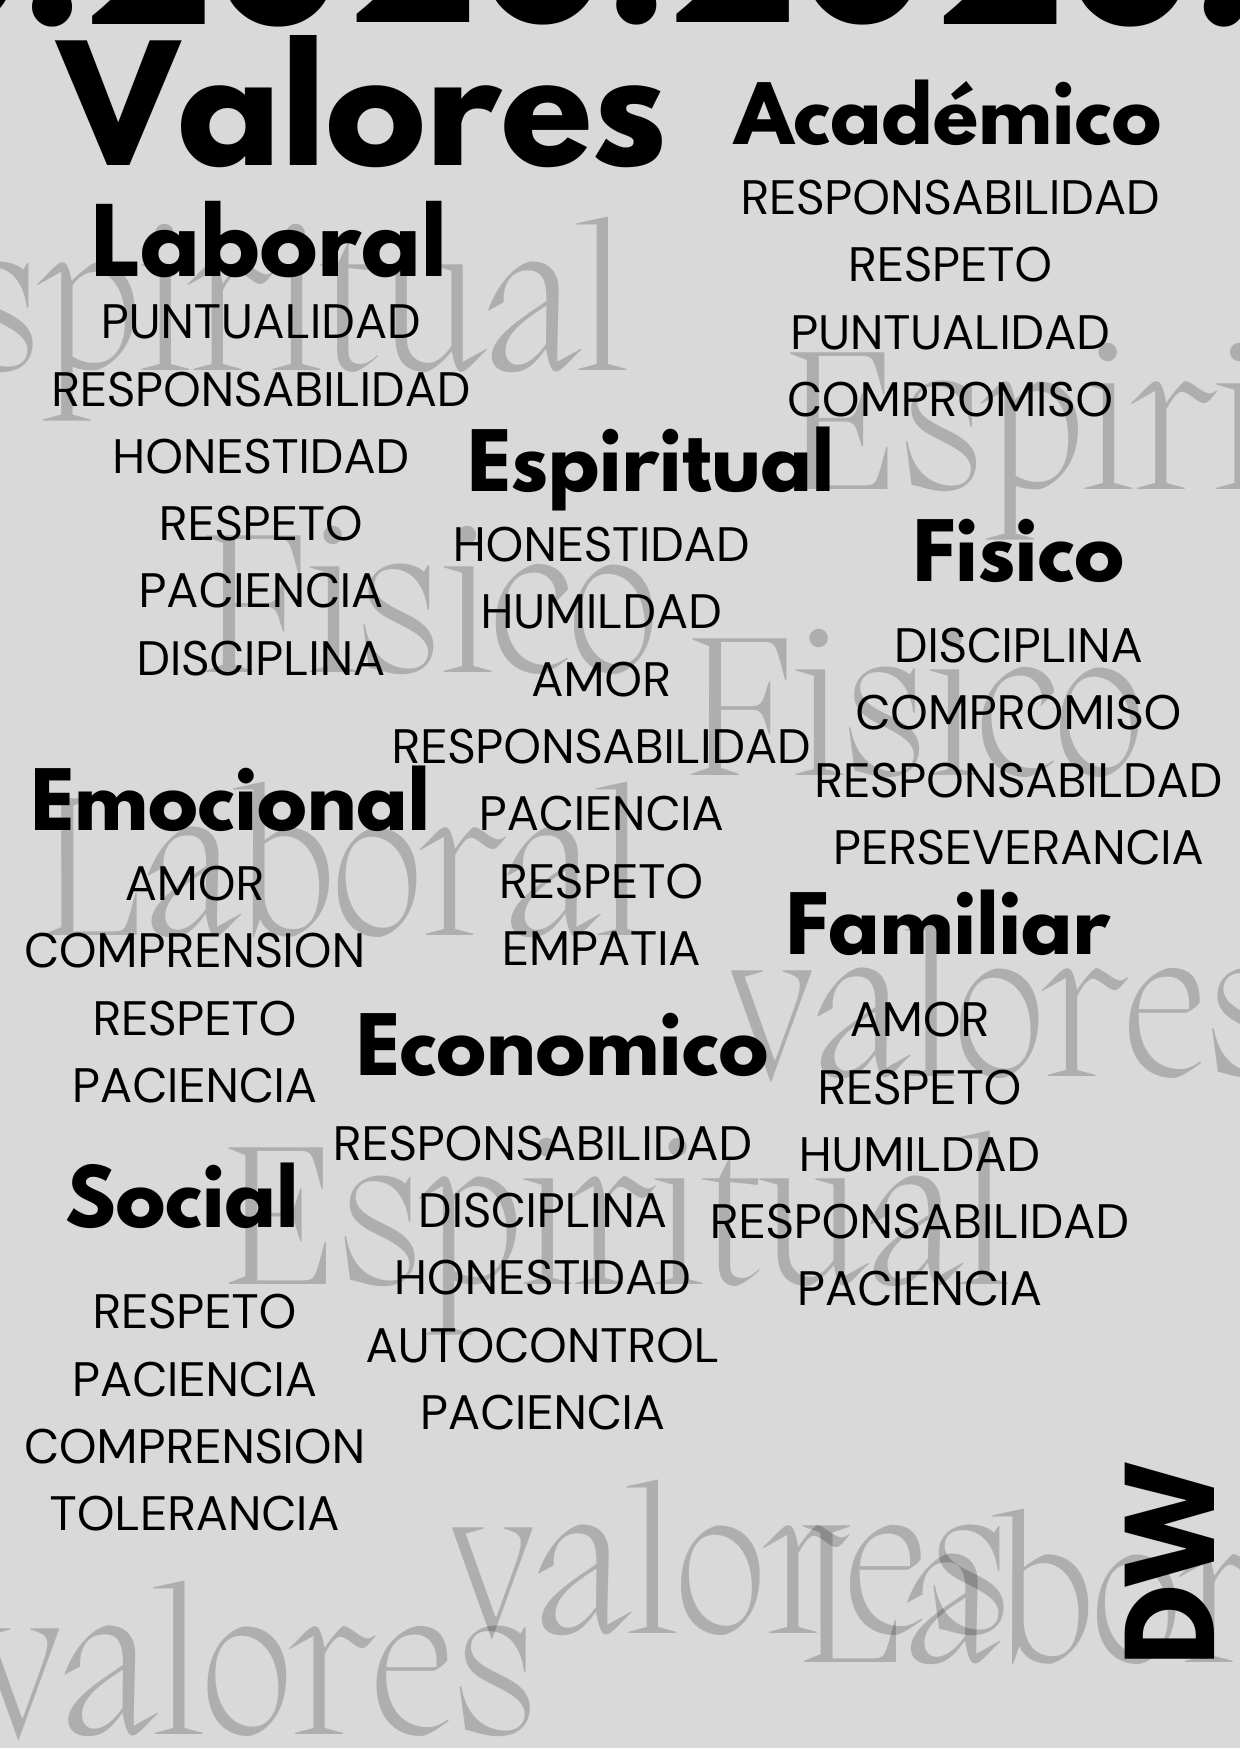 .2023.2023.
Valores
Académico
RESPONSABILIDAD
RESPETO
PUNTUALIDAD
COMPROMISO
Laboral
PUNTUALIDAD
RESPONSABILIDAD
HONESTIDAD
RESPETO
PACIENCIA
DISCIPLINA
Espiritual
HONESTIDAD
HUMILDAD
AMOR
RESPONSABILIDAD
PACIENCIA
RESPETO
EMPATIA
Fisico
DISCIPLINA
COMPROMISO
RESPONSABILDAD
PERSEVERANCIA
Emocional
AMOR
COMPRENSION
RESPETO
PACIENCIA
Familiar
AMOR
RESPETO
HUMILDAD
RESPONSABILIDAD
PACIENCIA
Economico
RESPONSABILIDAD
DISCIPLINA
HONESTIDAD
AUTOCONTROL
PACIENCIA
Social
RESPETO
PACIENCIA
COMPRENSION
TOLERANCIA
DW
spiritual
Espiri
Fisico
Fisico
Laboral
valores
Espiritual
valores
Labor
valores